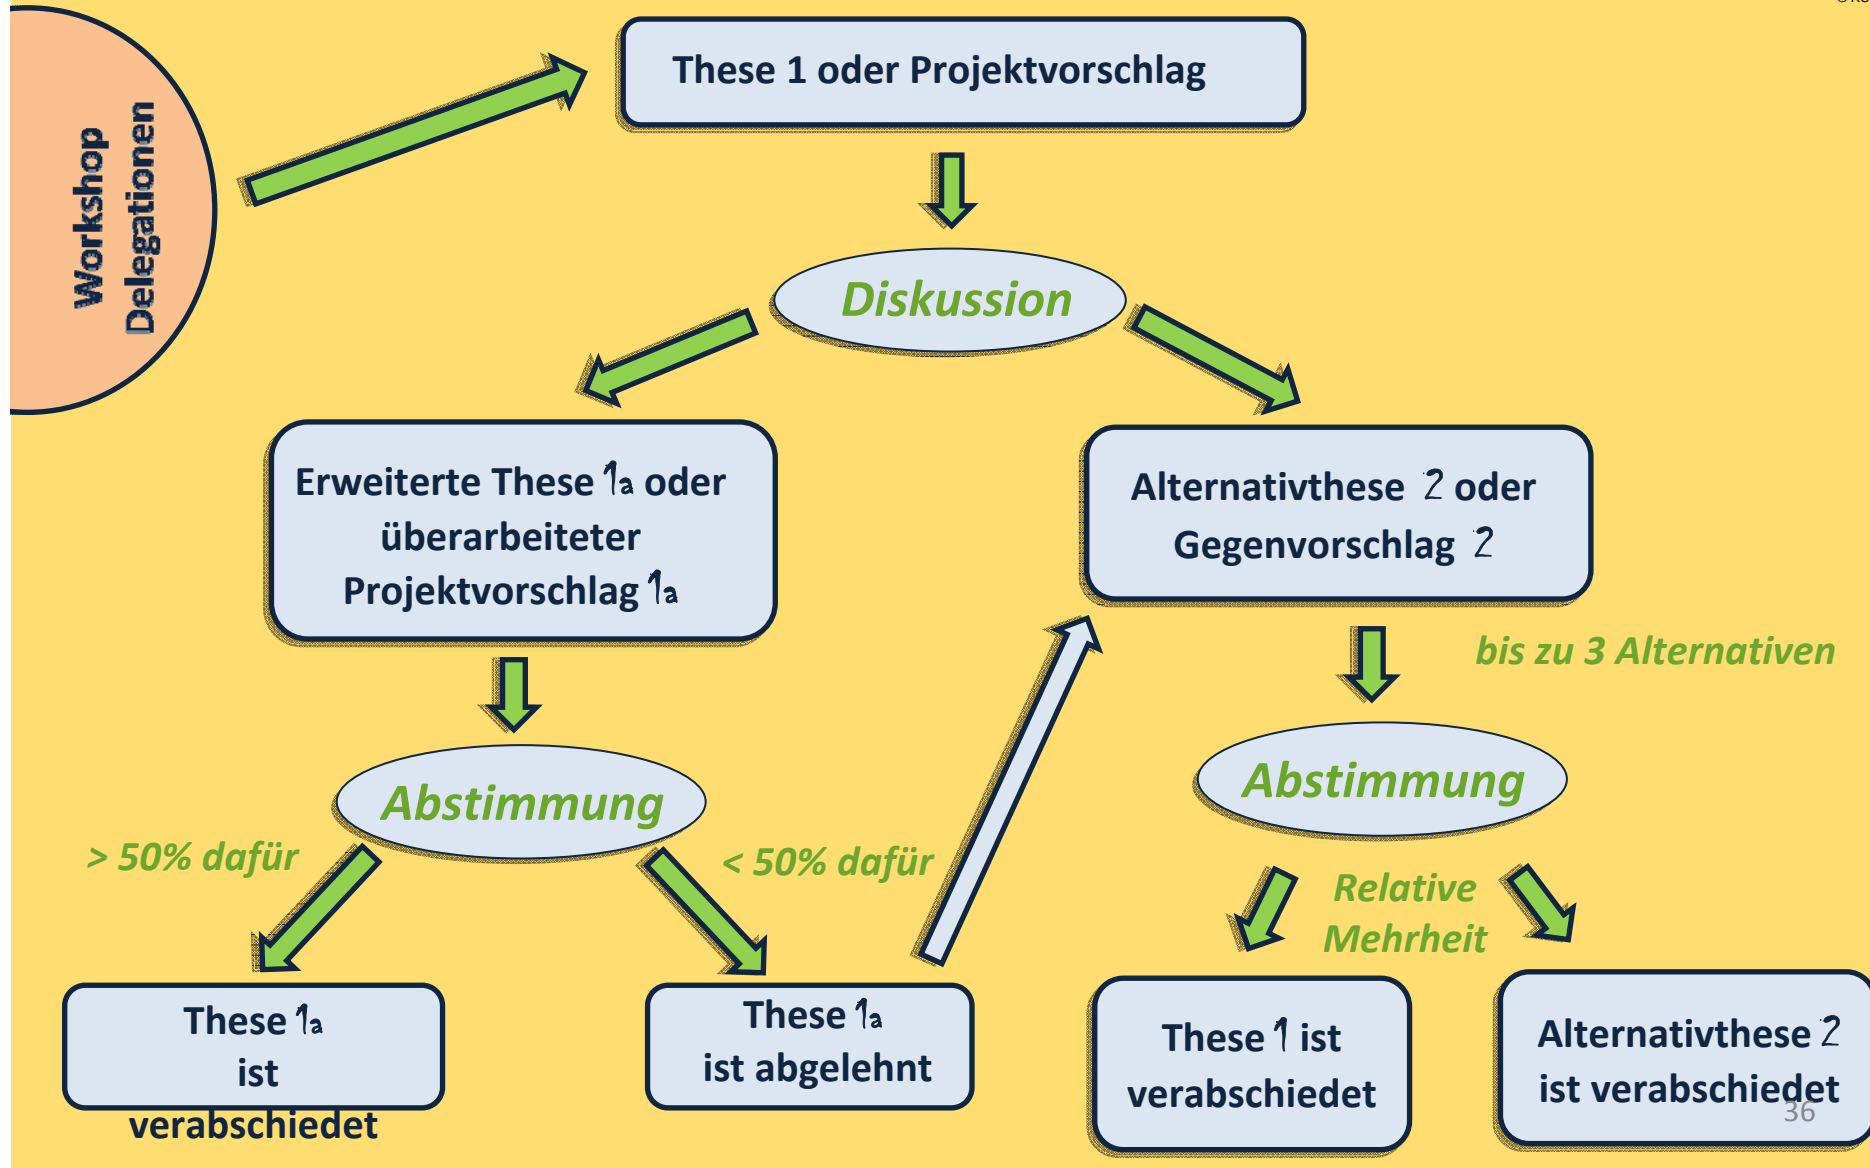 These 1 oder Projektvorschlag
Workshop
Delegationen
Diskussion
Erweiterte These 1a oder
überarbeiteter
Projektvorschlag 1a
Alternativthese 2 oder
Gegenvorschlag 2
bis zu 3 Alternativen
Abstimmung
Abstimmung
> 50% dafür
< 50% dafür
Relative
Mehrheit
These 1a
ist
verabschiedet
These 1a
ist abgelehnt
These 1 ist
verabschiedet
Alternativthese 2
ist verabschiedet
36